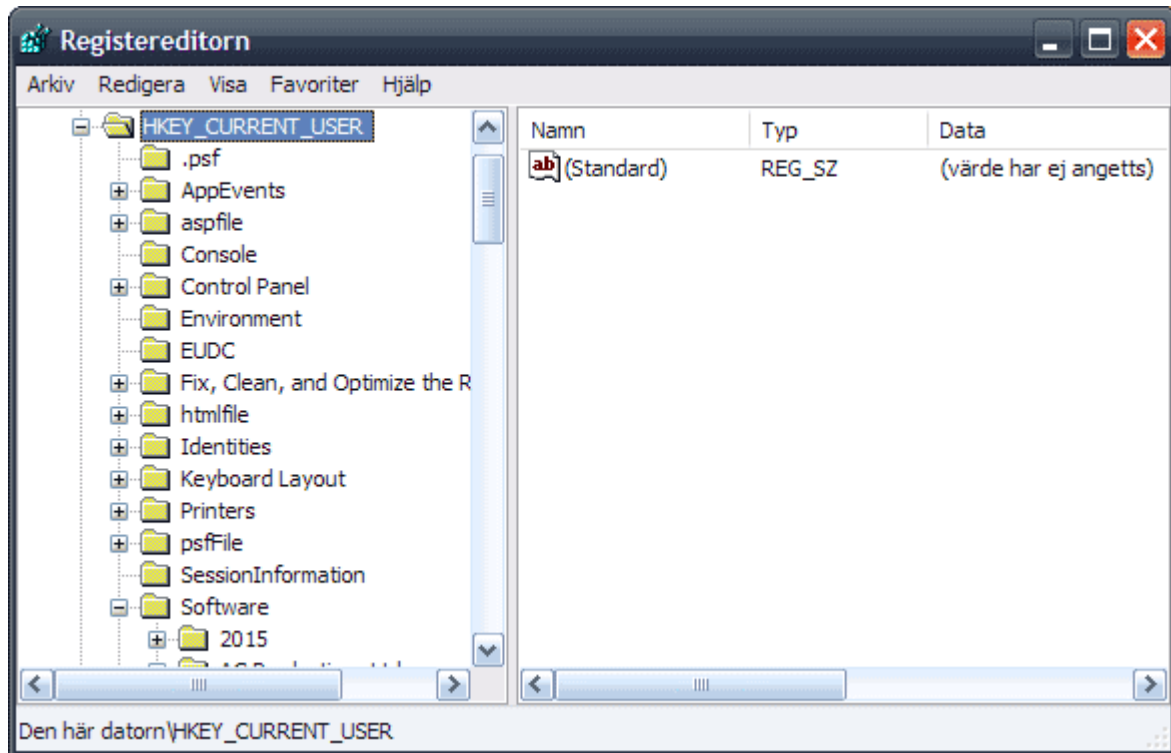 Registereditorn
Arkiv Redigera Visa Favoriter Hjälp
HKEY_CURRENT_USER
.psf
AppEvents
aspfile
Console
Control Panel
Environment
EUDC
Fix, Clean, and Optimize the R
htmlfile
Identities
Keyboard Layout
Printers
psfFile
SessionInformation
Software
2015
Namn Typ Data
ab (Standard) REG_SZ (värde har ej angetts)
Den här datorn\HKEY_CURRENT_USER